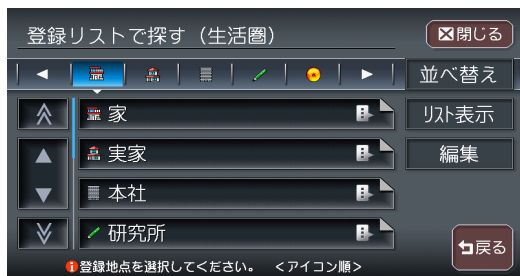 登録リストで探す（生活圏）
閉じる
並べ替え
家
リスト表示
実家
編集
本社
研究所
戻る
登録地点を選択してください。 <アイコン順>